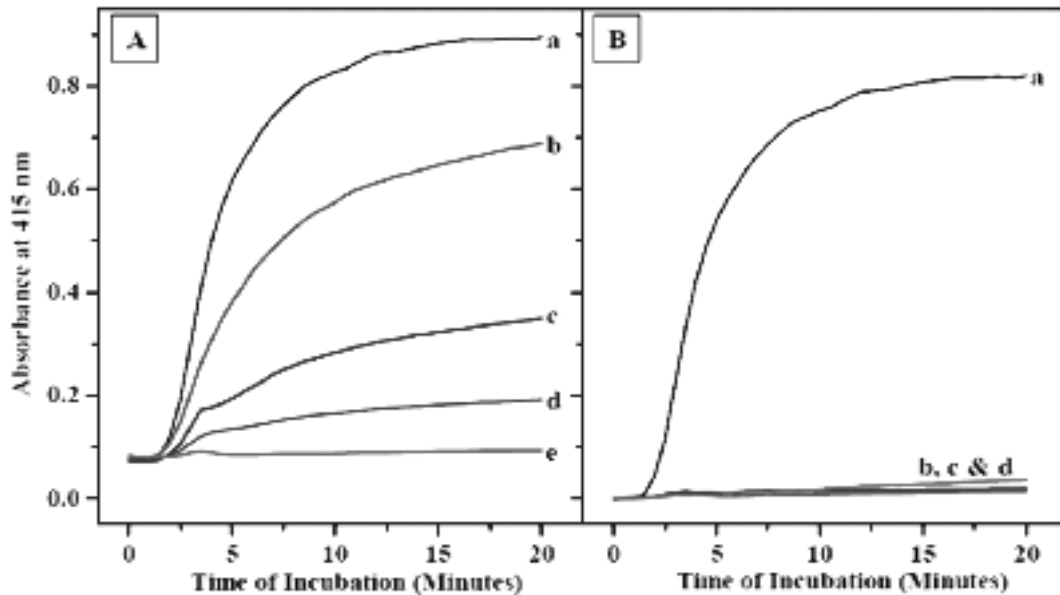 A
B
a
a
0.8
b
0.6
Absorbance at 415 nm
0.4
c
0.2
d
b, c & d
e
0.0
0 5 10 15 20 0 5 10 15 20
Time of Incubation (Minutes) Time of Incubation (Minutes)